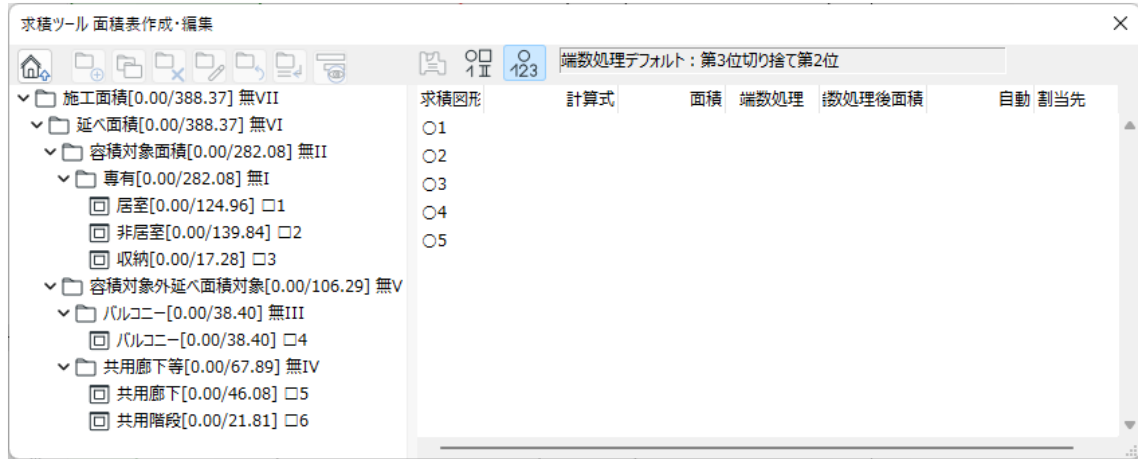 求積ツール 面積表作成・編集
端数処理デフォルト：第3位切り捨て第2位
施工面積[0.00/388.37] 無VII
延べ面積[0.00/388.37] 無VI
容積対象面積[0.00/282.08] 無II
専有[0.00/282.08] 無I
居室[0.00/124.96] □1
非居室[0.00/139.84] □2
収納[0.00/17.28] □3
容積対象外延べ面積対象[0.00/106.29] 無V
バルコニー[0.00/38.40] 無III
バルコニー[0.00/38.40] □4
共用廊下等[0.00/67.89] 無IV
共用廊下[0.00/46.08] □5
共用階段[0.00/21.81] □6
求積図形 計算式 面積 端数処理 数処理後面積 自動 割当先
○1
○2
○3
○4
○5